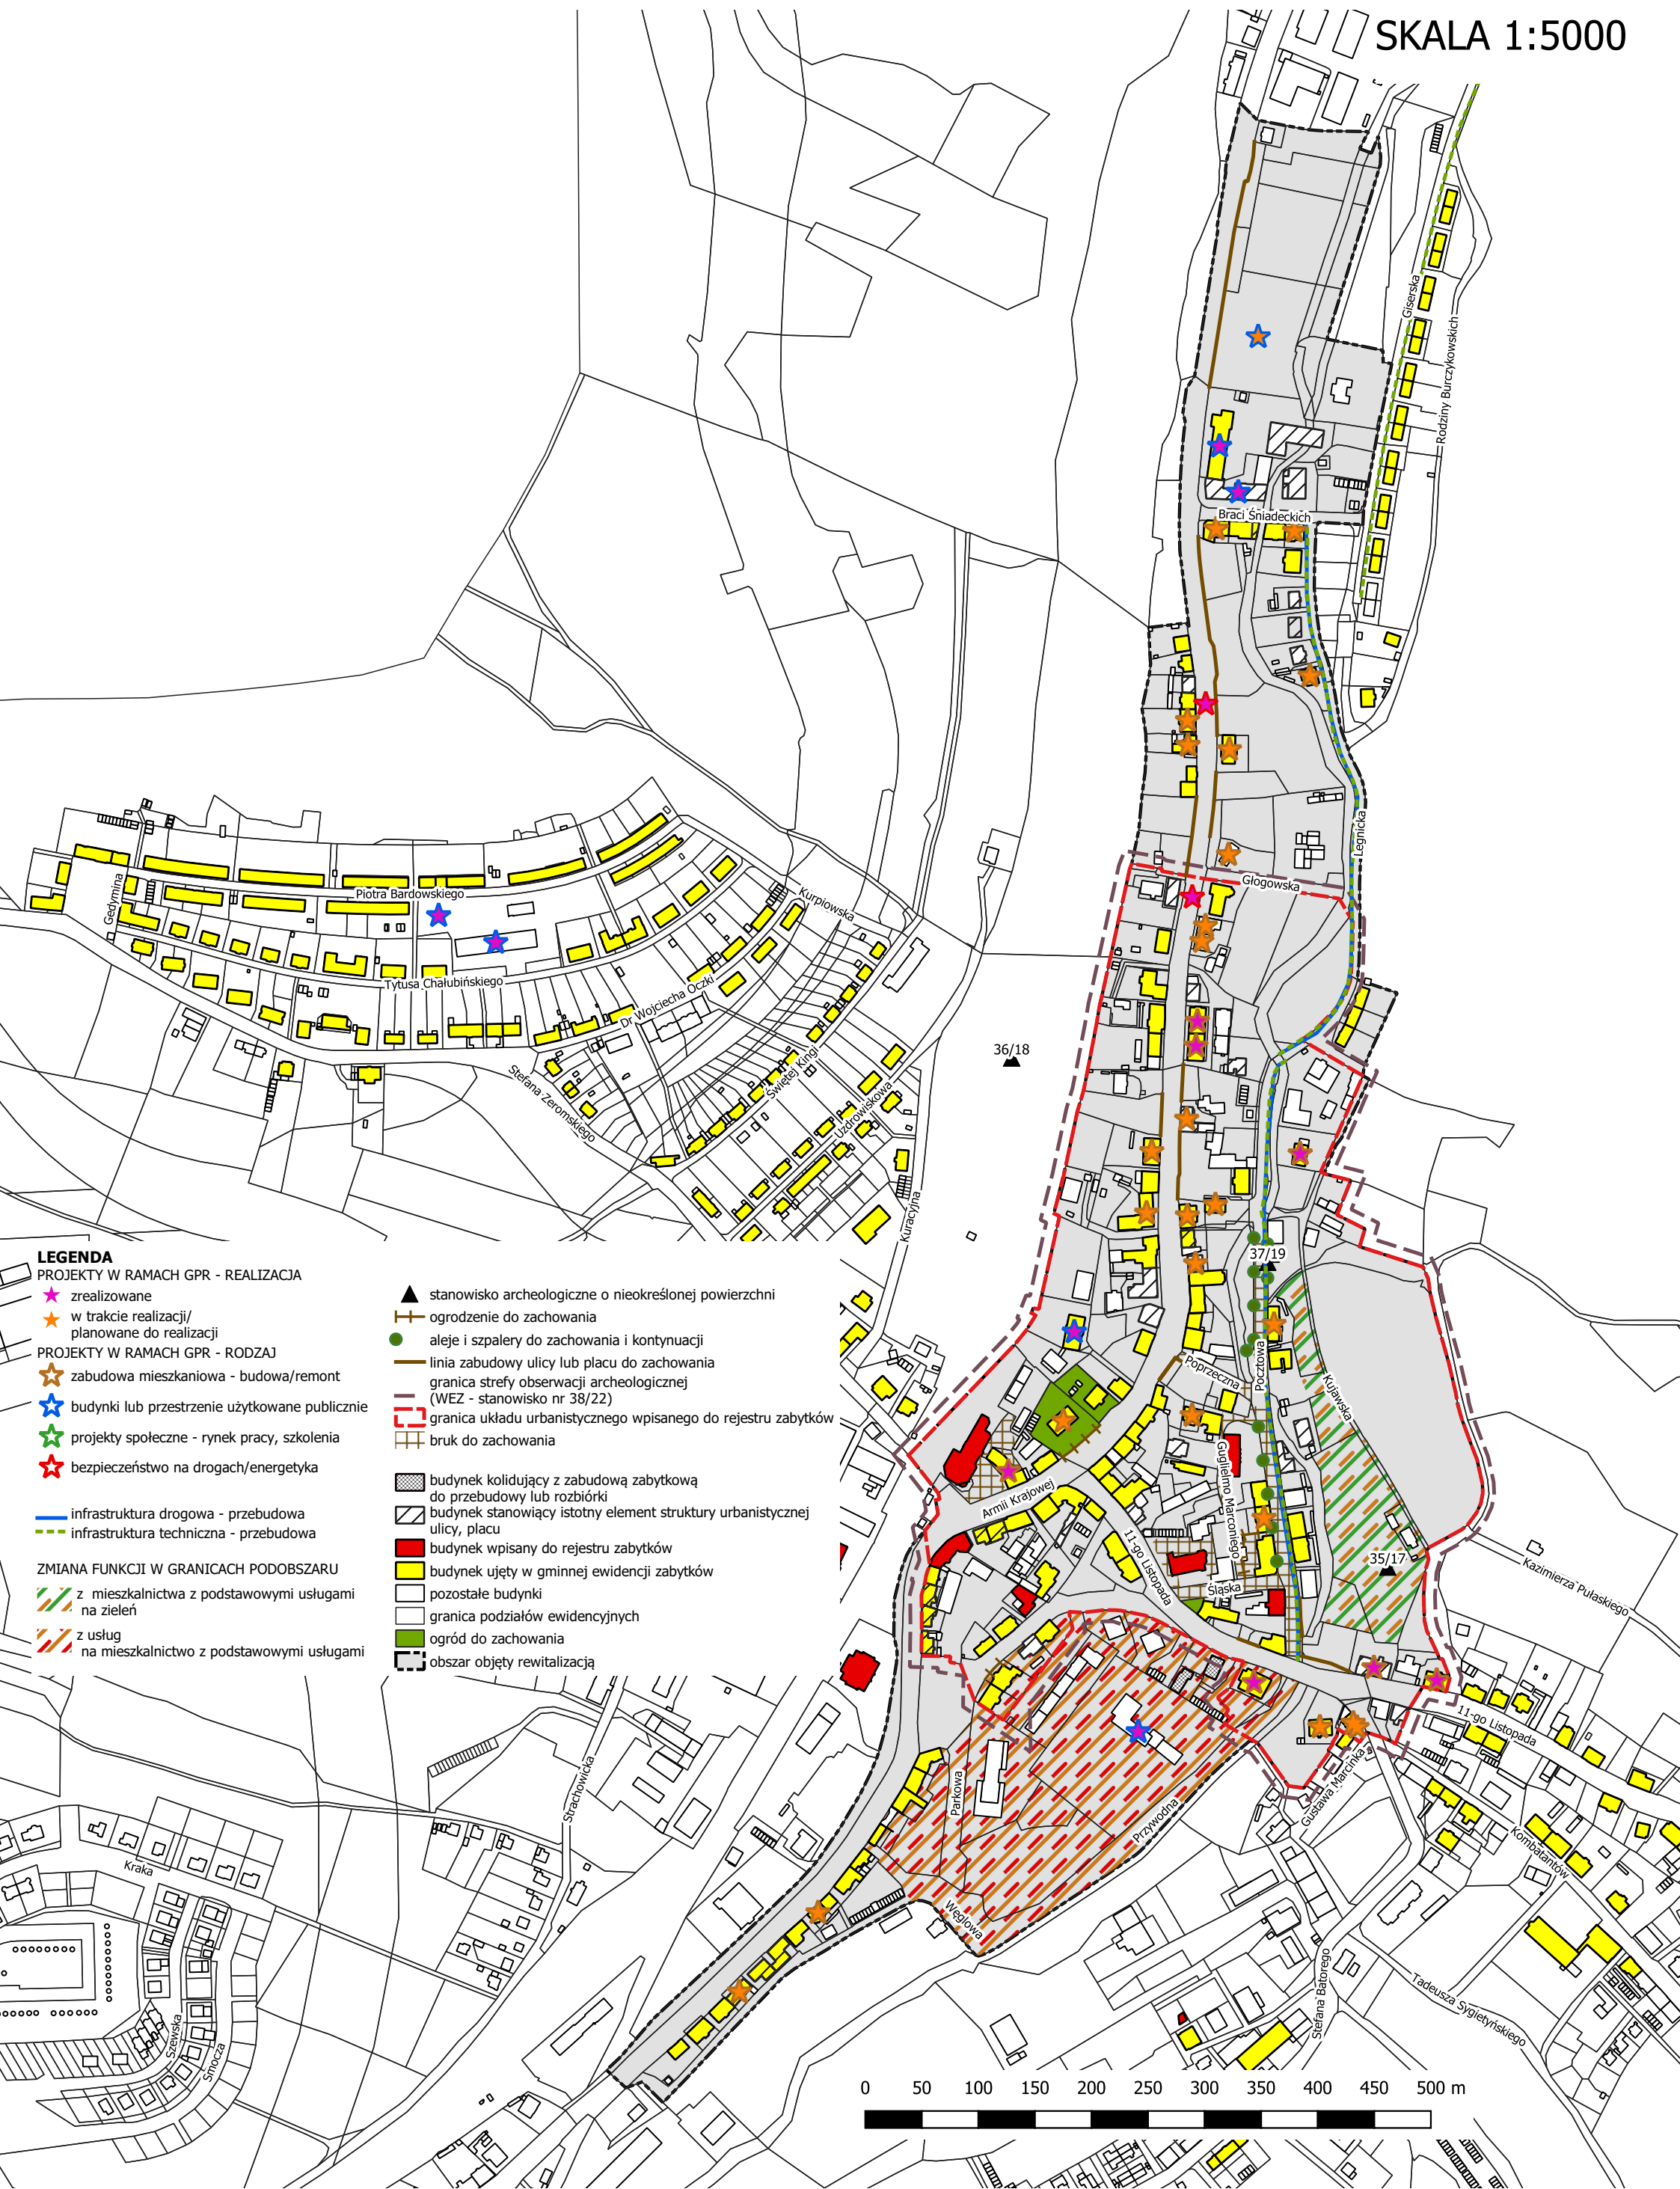 SKALA 1:5000
Giserska
Rodziny Burczykowskich
Braci Śniadeckich
Legnicka
Głogowska
Piotra Bardowskiego
Gedymina
Kurpiowska
Tytusa Chałubińskiego
Dr Wojciecha Oczki
Stefana Żeromskiego
Świętej Kingi
Uzdrowiskowa
Kuracyjna
36/18
37/19
Poprzeczna
Pocztowa
Kujawska
Guglielmo Marconiego
Armii Krajowej
11-go Listopada
Śląska
35/17
Kazimierza Pułaskiego
11-go Listopada
Gustawa Marcinka
Kombatantów
Parkowa
Przywodna
Węglowa
Strachowicka
Kraka
Szewska
Smocza
Stefana Batorego
Tadeusza Sygietyńskiego
LEGENDA
PROJEKTY W RAMACH GPR - REALIZACJA
zrealizowane
w trakcie realizacji/
planowane do realizacji
PROJEKTY W RAMACH GPR - RODZAJ
zabudowa mieszkaniowa - budowa/remont
budynki lub przestrzenie użytkowane publicznie
projekty społeczne - rynek pracy, szkolenia
bezpieczeństwo na drogach/energetyka
infrastruktura drogowa - przebudowa
infrastruktura techniczna - przebudowa
ZMIANA FUNKCJI W GRANICACH PODOBSZARU
z mieszkalnictwa z podstawowymi usługami
na zieleń
z usług
na mieszkalnictwo z podstawowymi usługami
stanowisko archeologiczne o nieokreślonej powierzchni
ogrodzenie do zachowania
aleje i szpalery do zachowania i kontynuacji
linia zabudowy ulicy lub placu do zachowania
granica strefy obserwacji archeologicznej
(WEZ - stanowisko nr 38/22)
granica układu urbanistycznego wpisanego do rejestru zabytków
bruk do zachowania
budynek kolidujący z zabudową zabytkową
do przebudowy lub rozbiórki
budynek stanowiący istotny element struktury urbanistycznej
ulicy, placu
budynek wpisany do rejestru zabytków
budynek ujęty w gminnej ewidencji zabytków
pozostałe budynki
granica podziałów ewidencyjnych
ogród do zachowania
obszar objęty rewitalizacją
0 50 100 150 200 250 300 350 400 450 500 m